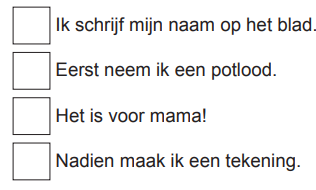 Ik schrijf mijn naam op het blad.
Eerst neem ik een potlood.
Het is voor mama!
Nadien maak ik een tekening.